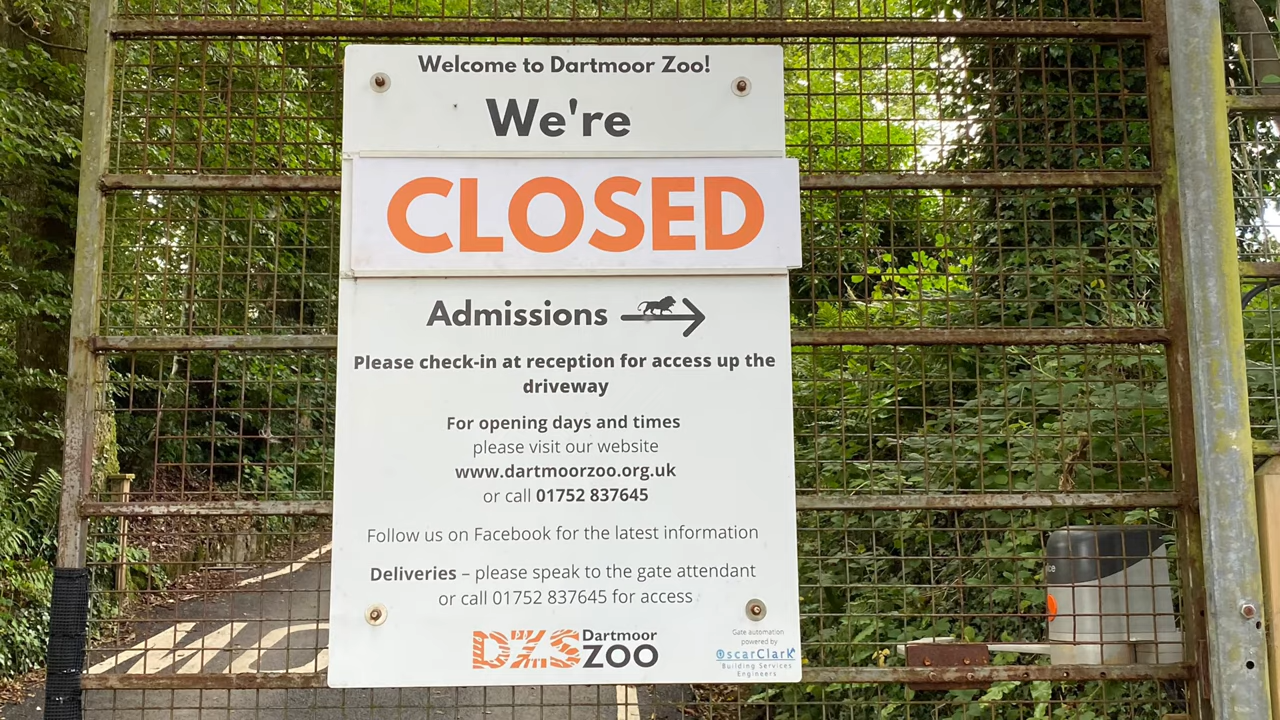 Welcome to Dartmoor Zoo!
We're
CLOSED
Admissions
Please check-in at reception for access up the
driveway
For opening days and times
please visit our website
www.dartmoorzoo.org.uk
or call 01752 837645
Follow us on Facebook for the latest information
Deliveries – please speak to the gate attendant
or call 01752 837645 for access
DZS Dartmoor
ZOO
Gate automation
powered by
OscarClark
Building Services
Engineers